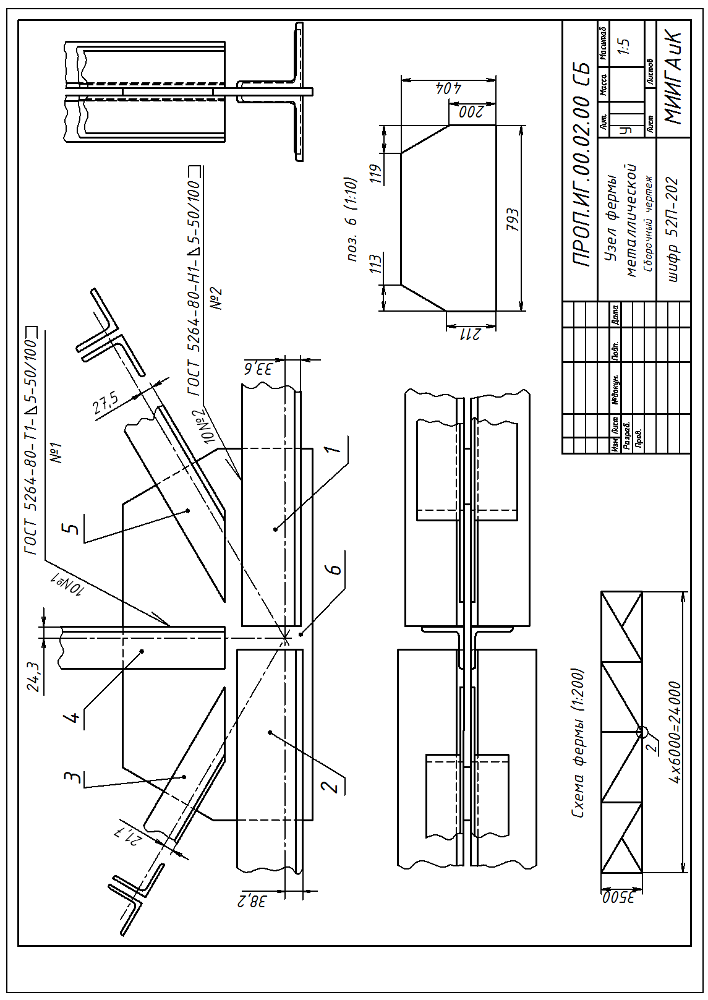 ГОСТ 5264-80-Т1-⊿5-50/100
№1
10№1
ГОСТ 5264-80-Н1-⊿5-50/100
№2
10№2
27,5
33,6
24,3
21,7
38,2
5
4
3
1
6
2
поз. 6 (1:10)
119
113
404
200
793
211
Схема фермы (1:200)
2
4х6000=24000
3500
ПРОП.ИГ.00.02.00 СБ
Узел фермы
металлической
Сборочный чертеж
шифр 52П-202
Лит.
Масса
Масштаб
У
1:5
Лист
Листов
МИИГАиК
Изм
Лист
№докум.
Подп.
Дата
Разраб.
Пров.